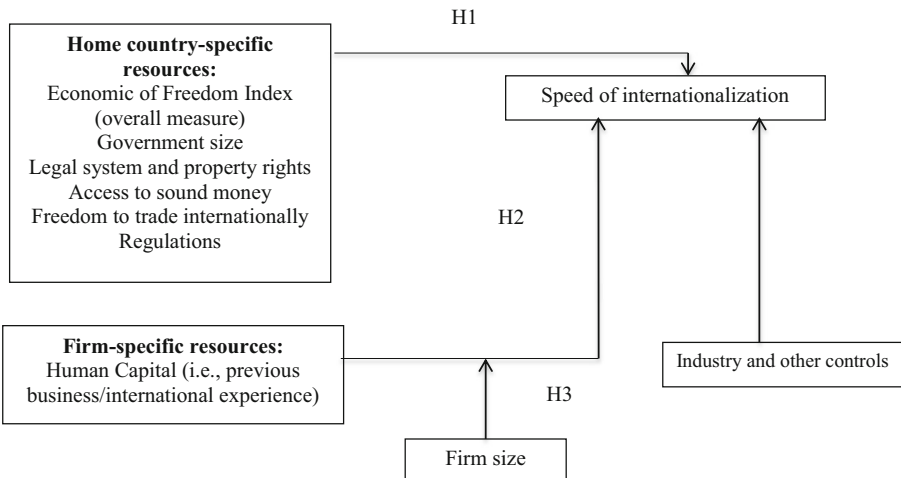 H1
Home country-specific
resources:
Economic of Freedom Index
(overall measure)
Government size
Legal system and property rights
Access to sound money
Freedom to trade internationally
Regulations
Speed of internationalization
H2
Firm-specific resources:
Human Capital (i.e., previous
business/international experience)
Industry and other controls
H3
Firm size